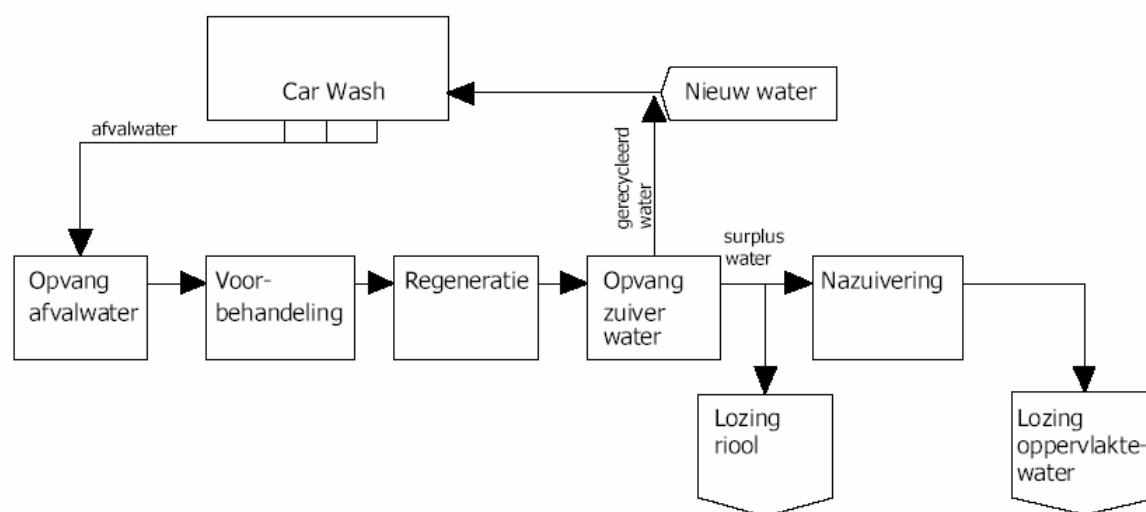 Car Wash
Nieuw water
afvalwater
gerecycleerd
water
surplus
water
Opvang
afvalwater
Voor-
behandeling
Regeneratie
Opvang
zuiver
water
Nazuivering
Lozing
riool
Lozing
oppervlakte-
water